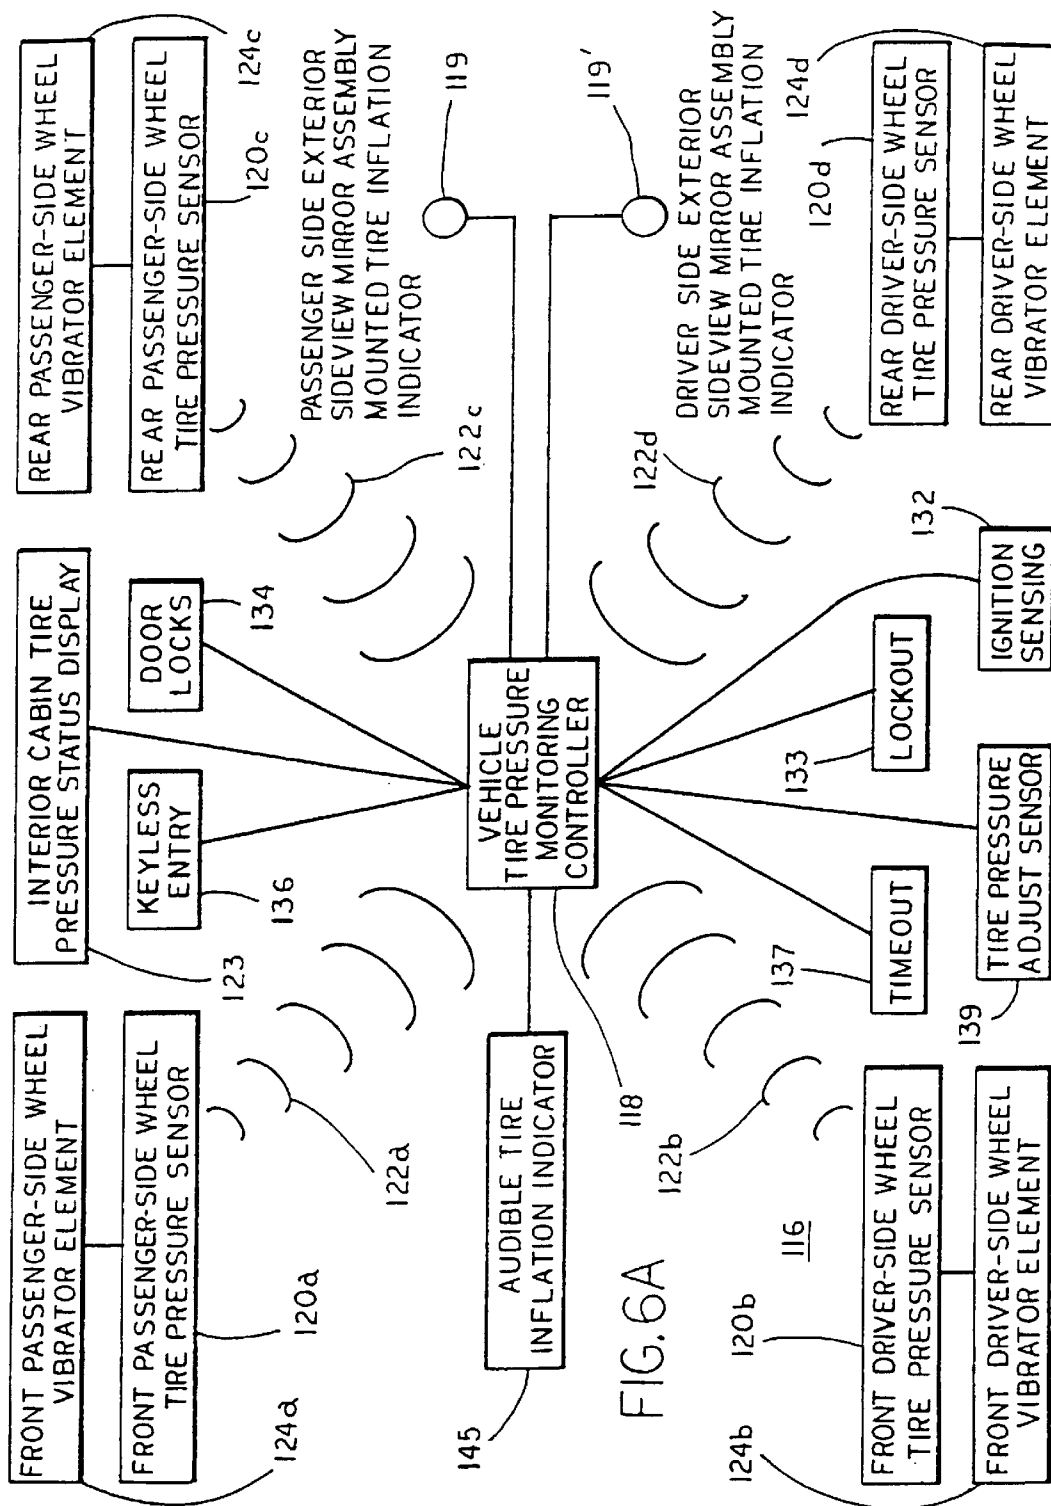 FRONT PASSENGER-SIDE WHEEL
VIBRATOR ELEMENT
124a
FRONT PASSENGER-SIDE WHEEL
TIRE PRESSURE SENSOR
120a
122a
INTERIOR CABIN TIRE
PRESSURE STATUS DISPLAY
123
KEYLESS
ENTRY
136
DOOR
LOCKS
134
REAR PASSENGER-SIDE WHEEL
VIBRATOR ELEMENT
124c
REAR PASSENGER-SIDE WHEEL
TIRE PRESSURE SENSOR
120c
122c
PASSENGER SIDE EXTERIOR
SIDEVIEW MIRROR ASSEMBLY
MOUNTED TIRE INFLATION
INDICATOR
119
AUDIBLE TIRE
INFLATION INDICATOR
145
VEHICLE
TIRE PRESSURE
MONITORING
CONTROLLER
118
119'
DRIVER SIDE EXTERIOR
SIDEVIEW MIRROR ASSEMBLY
MOUNTED TIRE INFLATION
INDICATOR
FIG. 6A
116
122b
120b
FRONT DRIVER-SIDE WHEEL
TIRE PRESSURE SENSOR
124b
FRONT DRIVER-SIDE WHEEL
VIBRATOR ELEMENT
137
TIMEOUT
139
TIRE PRESSURE
ADJUST SENSOR
133
LOCKOUT
132
IGNITION
SENSING
122d
120d
REAR DRIVER-SIDE WHEEL
TIRE PRESSURE SENSOR
124d
REAR DRIVER-SIDE WHEEL
VIBRATOR ELEMENT